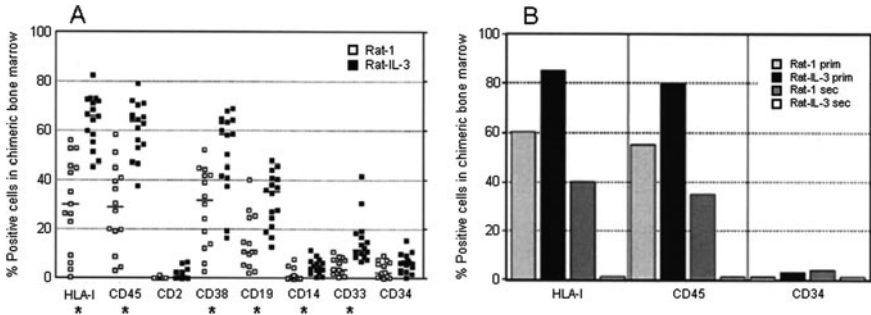 A
B
% Positive cells in chimeric bone marrow
100
80
60
40
20
0
Rat-1
Rat-IL-3
HLA-I CD45 CD2 CD38 CD19 CD14 CD33 CD34
* * * * * *
% Positive cells in chimeric bone marrow
100
80
60
40
20
0
Rat-1 prim
Rat-IL-3 prim
Rat-1 sec
Rat-IL-3 sec
HLA-I CD45 CD34